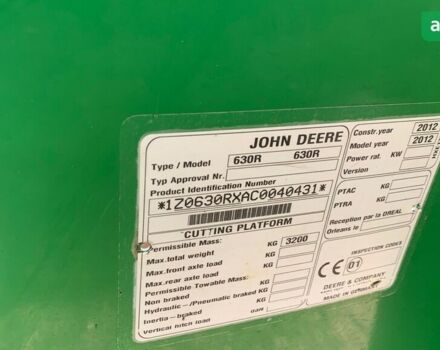 a
JOHN DEERE
Type / Model 630R 630R
Typ Approval Nr.
Product Identification Number
*1Z0630RXAC0040431*
CUTTING PLATFORM
Permissible Mass: KG 3200
Max.total weight KG
Max.front axle load KG
Max.rear axle load KG
Permissible Towable Mass: KG
Non braked KG
Hydraulic-/Pneumatic braked KG
Inertia-braked KG
Vertical hitch load daN
Constr.year 2012
Model year 2012
Power rat. KW
Version
PTAC KG
PTRA KG
Reception par la DREAL
Orleans le
INSPECTION CODES
CE 01
DEERE & COMPANY
MADE IN GERMANY